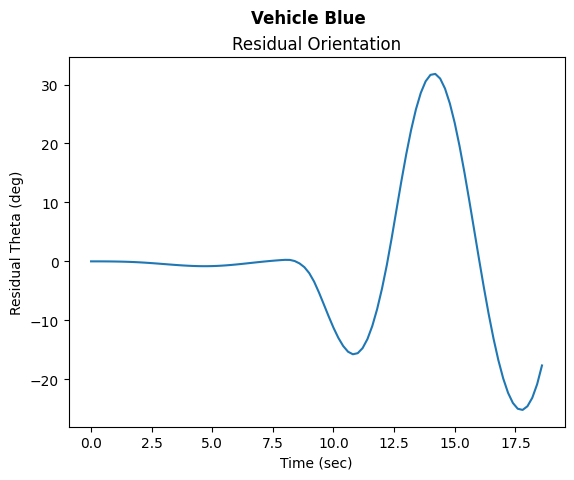 Vehicle Blue
Residual Orientation
Residual Theta (deg)
30
20
10
0
−10
−20
0.0 2.5 5.0 7.5 10.0 12.5 15.0 17.5
Time (sec)